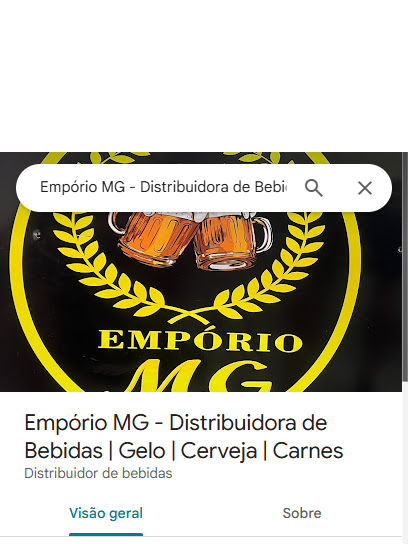 Empório MG - Distribuidora de Bebi
EMPÓRIO
MG
Empório MG - Distribuidora de
Bebidas | Gelo | Cerveja | Carnes
Distribuidor de bebidas
Visão geral
Sobre